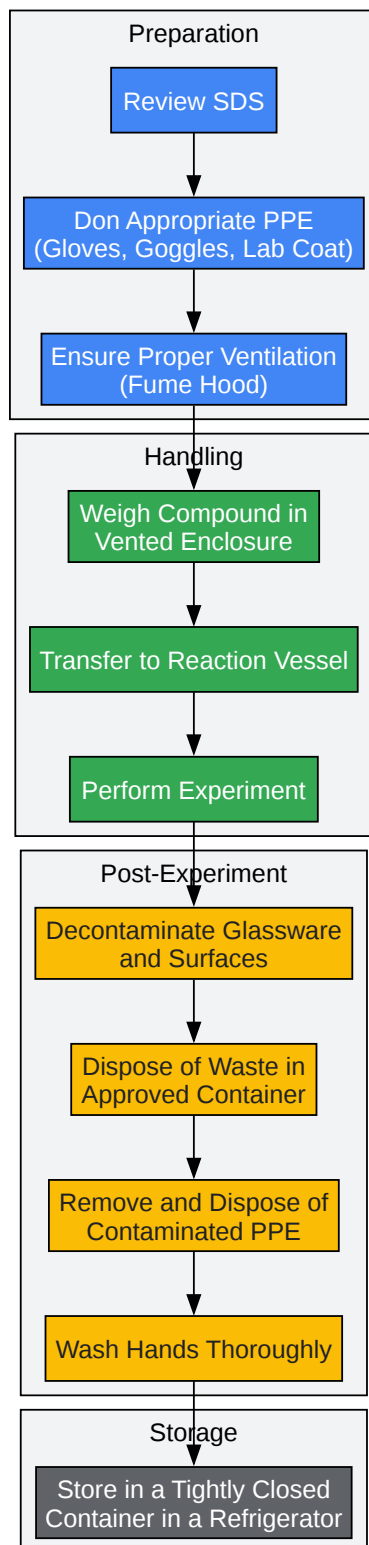 Preparation
Review SDS
Don Appropriate PPE
(Gloves, Goggles, Lab Coat)
Ensure Proper Ventilation
(Fume Hood)
Handling
Weigh Compound in
Vented Enclosure
Transfer to Reaction Vessel
Perform Experiment
Post-Experiment
Decontaminate Glassware
and Surfaces
Dispose of Waste in
Approved Container
Remove and Dispose of
Contaminated PPE
Wash Hands Thoroughly
Storage
Store in a Tightly Closed
Container in a Refrigerator